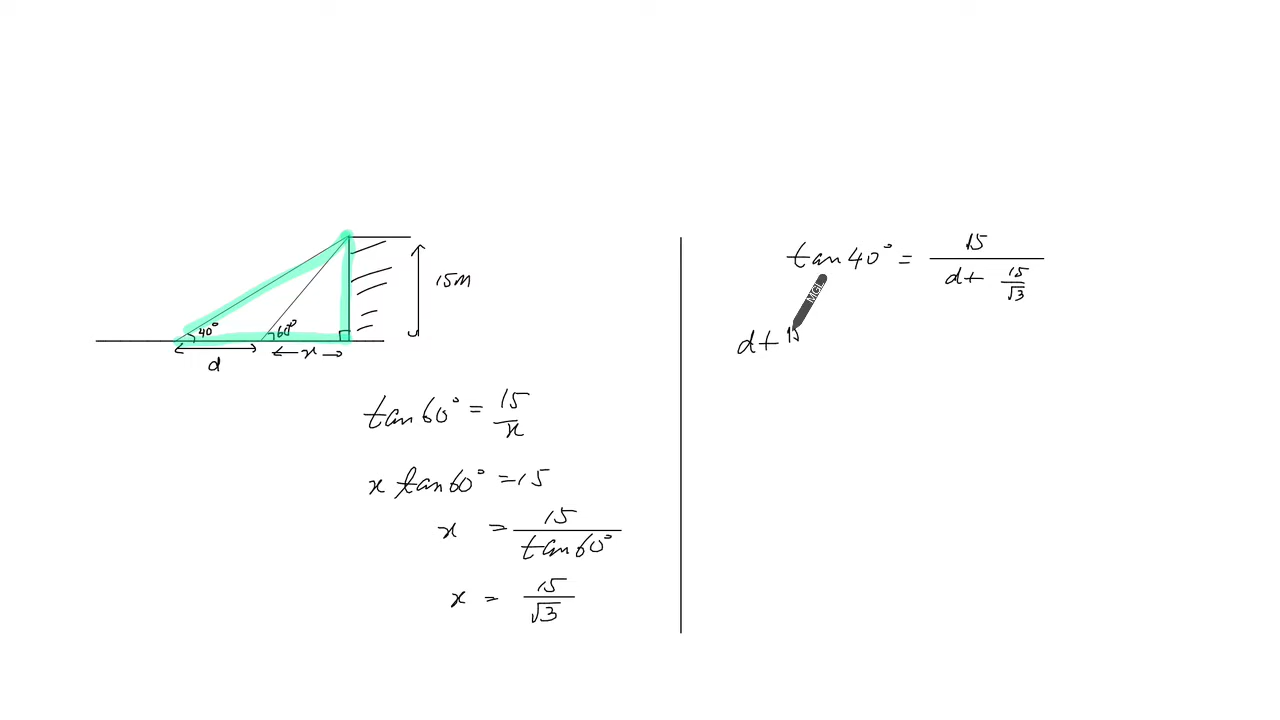 15m
40° 60°
d x
tan 60° = 15/x
x tan 60° = 15
x = 15/tan 60°
x = 15/√3
tan 40° = 15/(d + 15/√3)
d + 15
MGL